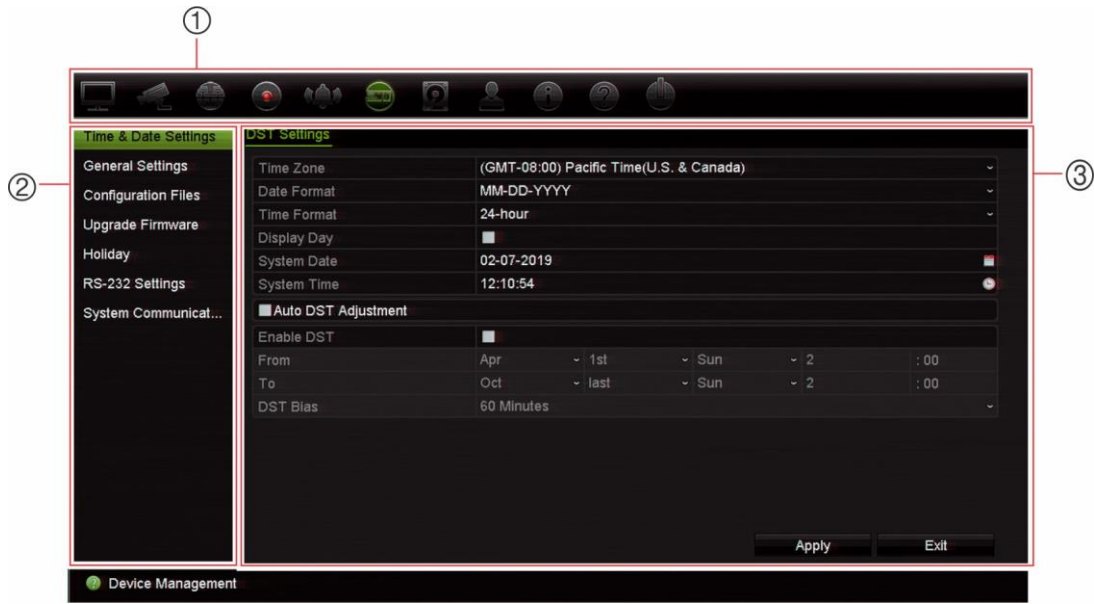 ①
Time & Date Settings
General Settings
Configuration Files
Upgrade Firmware
Holiday
RS-232 Settings
System Communicat...
②
DST Settings
Time Zone (GMT-08:00) Pacific Time(U.S. & Canada)
Date Format MM-DD-YYYY
Time Format 24-hour
Display Day
System Date 02-07-2019
System Time 12:10:54
Auto DST Adjustment
Enable DST
From Apr 1st Sun 2 :00
To Oct last Sun 2 :00
DST Bias 60 Minutes
Apply Exit
③
Device Management